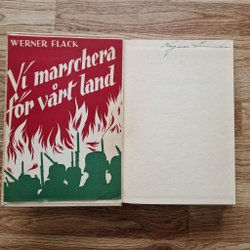 WERNER FLACK
Vi marschera
för vårt land